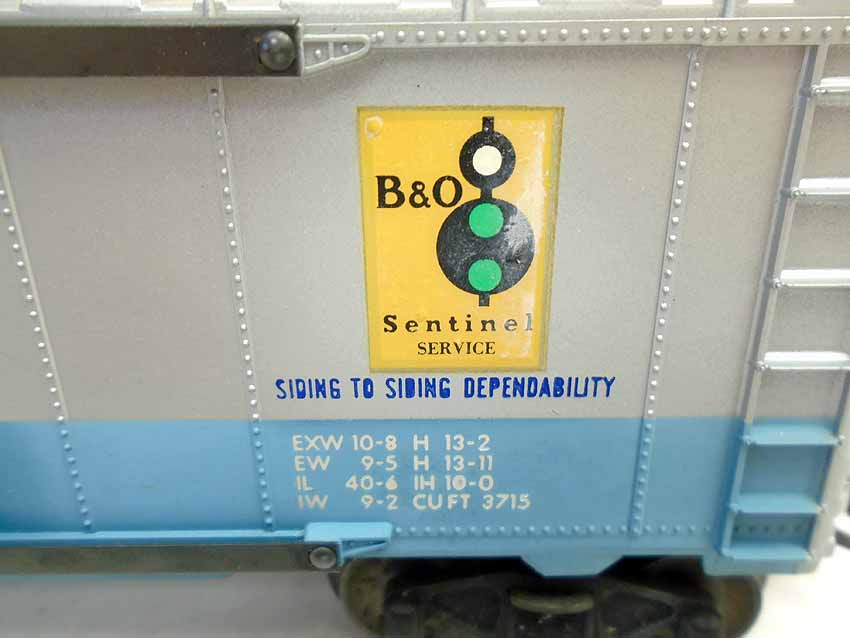 B&O
Sentinel
SERVICE
SIDING TO SIDING DEPENDABILITY
EXW 10-8 H 13-2
EW 9-5 H 13-11
IL 40-6 IH 10-0
IW 9-2 CU FT 3715